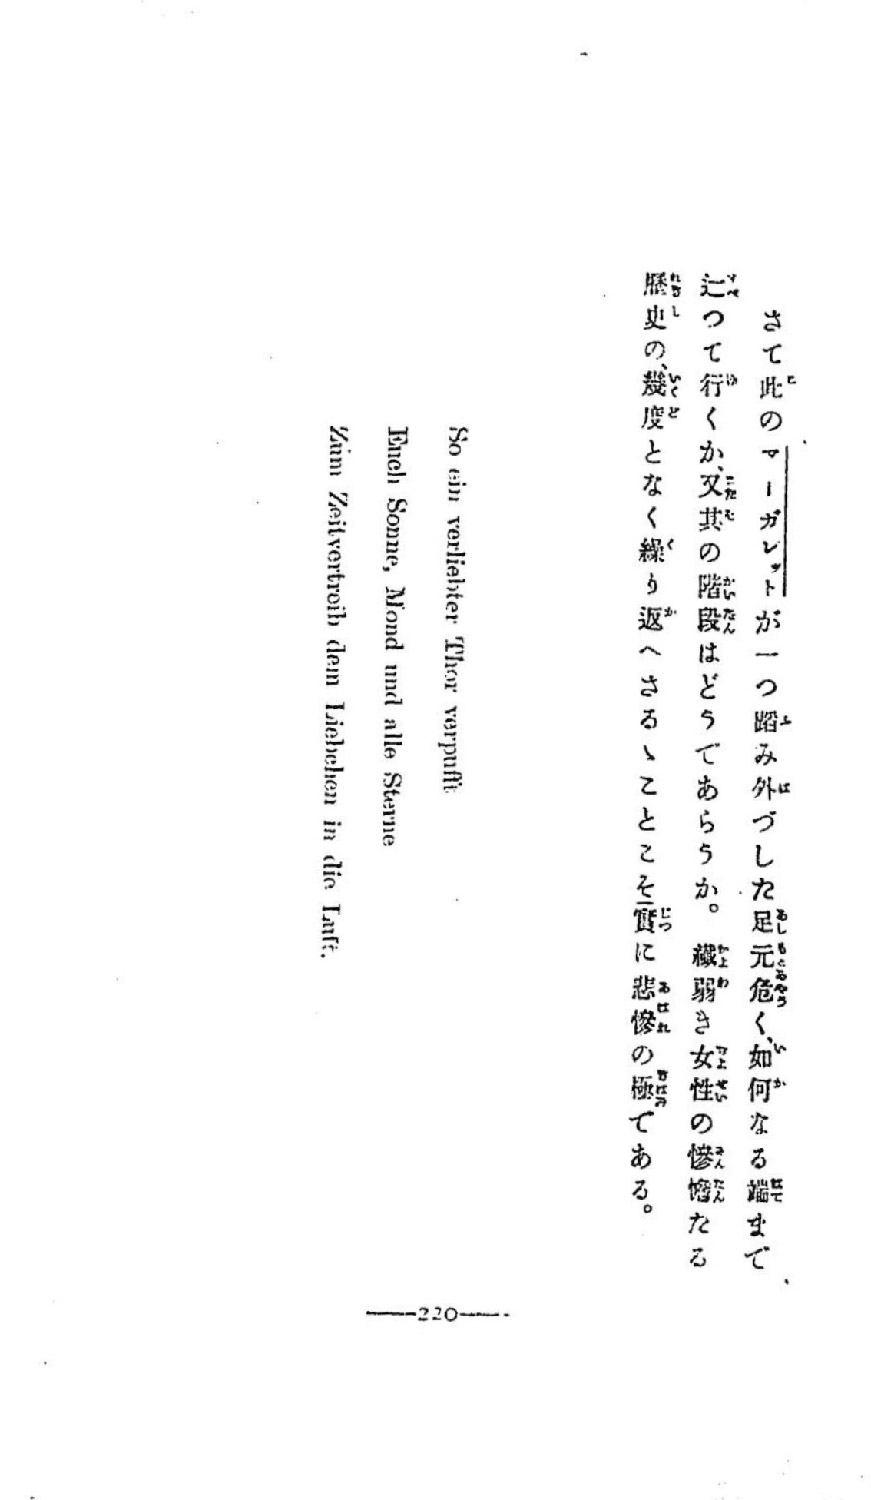 さて此のマーガレットが一つ蹈み外づした足元危く、如何なる端まで
辷つて行くか、又其の階段はどうであらうか。繊弱き女性の慘憺たる
歷史の、幾度となく繰り返へさるゝことこそ實に悲慘の極である。
So ein verliebter Thor verpufft
Euch Sonne, Mond und alle Sterne
Zum Zeitvertreib dem Liebchen in die Luft.
220